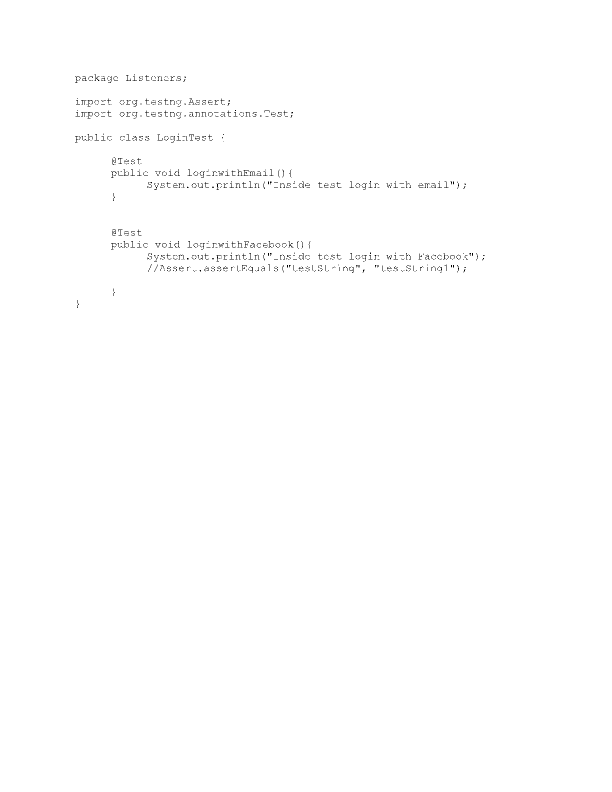 package Listeners;
import org.testng.Assert;
import org.testng.annotations.Test;
public class LoginTest {
@Test
public void loginwithEmail(){
System.out.println("Inside test login with email");
}
@Test
public void loginwithFacebook(){
System.out.println("Inside test login with Facebook");
//Assert.assertEquals("testString", "testString1");
}
}